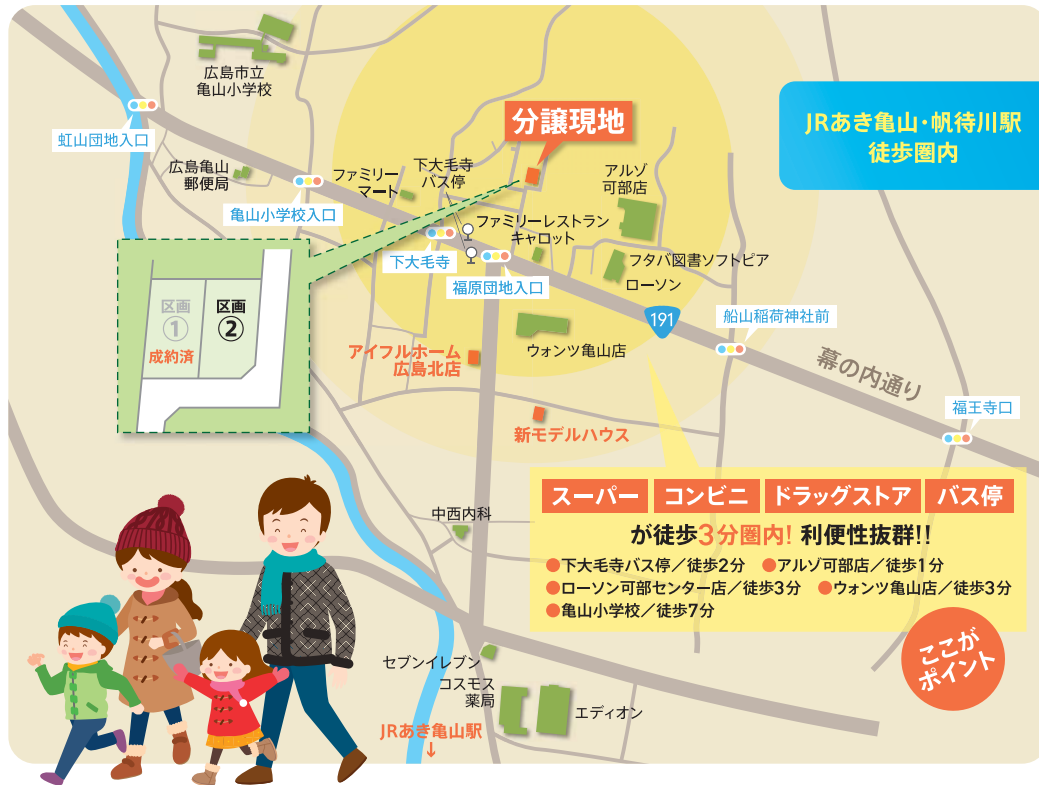 広島市立
亀山小学校
分譲現地
JRあき亀山・帆待川駅
徒歩圏内
虹山団地入口
広島亀山
郵便局
ファミリー
マート
下大毛寺
バス停
アルゾ
可部店
亀山小学校入口
ファミリーレストラン
キャロット
下大毛寺
フタバ図書ソフトピア
福原団地入口
ローソン
区画
①
成約済
区画
②
191
船山稲荷神社前
アイフルホーム
広島北店
ウォンツ亀山店
幕の内通り
福王寺口
新モデルハウス
スーパー コンビニ ドラッグストア バス停
が徒歩3分圏内! 利便性抜群!!
●下大毛寺バス停/徒歩2分 ●アルゾ可部店/徒歩1分
●ローソン可部センター店/徒歩3分 ●ウォンツ亀山店/徒歩3分
●亀山小学校/徒歩7分
ここが
ポイント
中西内科
セブンイレブン
コスモス
薬局
エディオン
JRあき亀山駅
↓